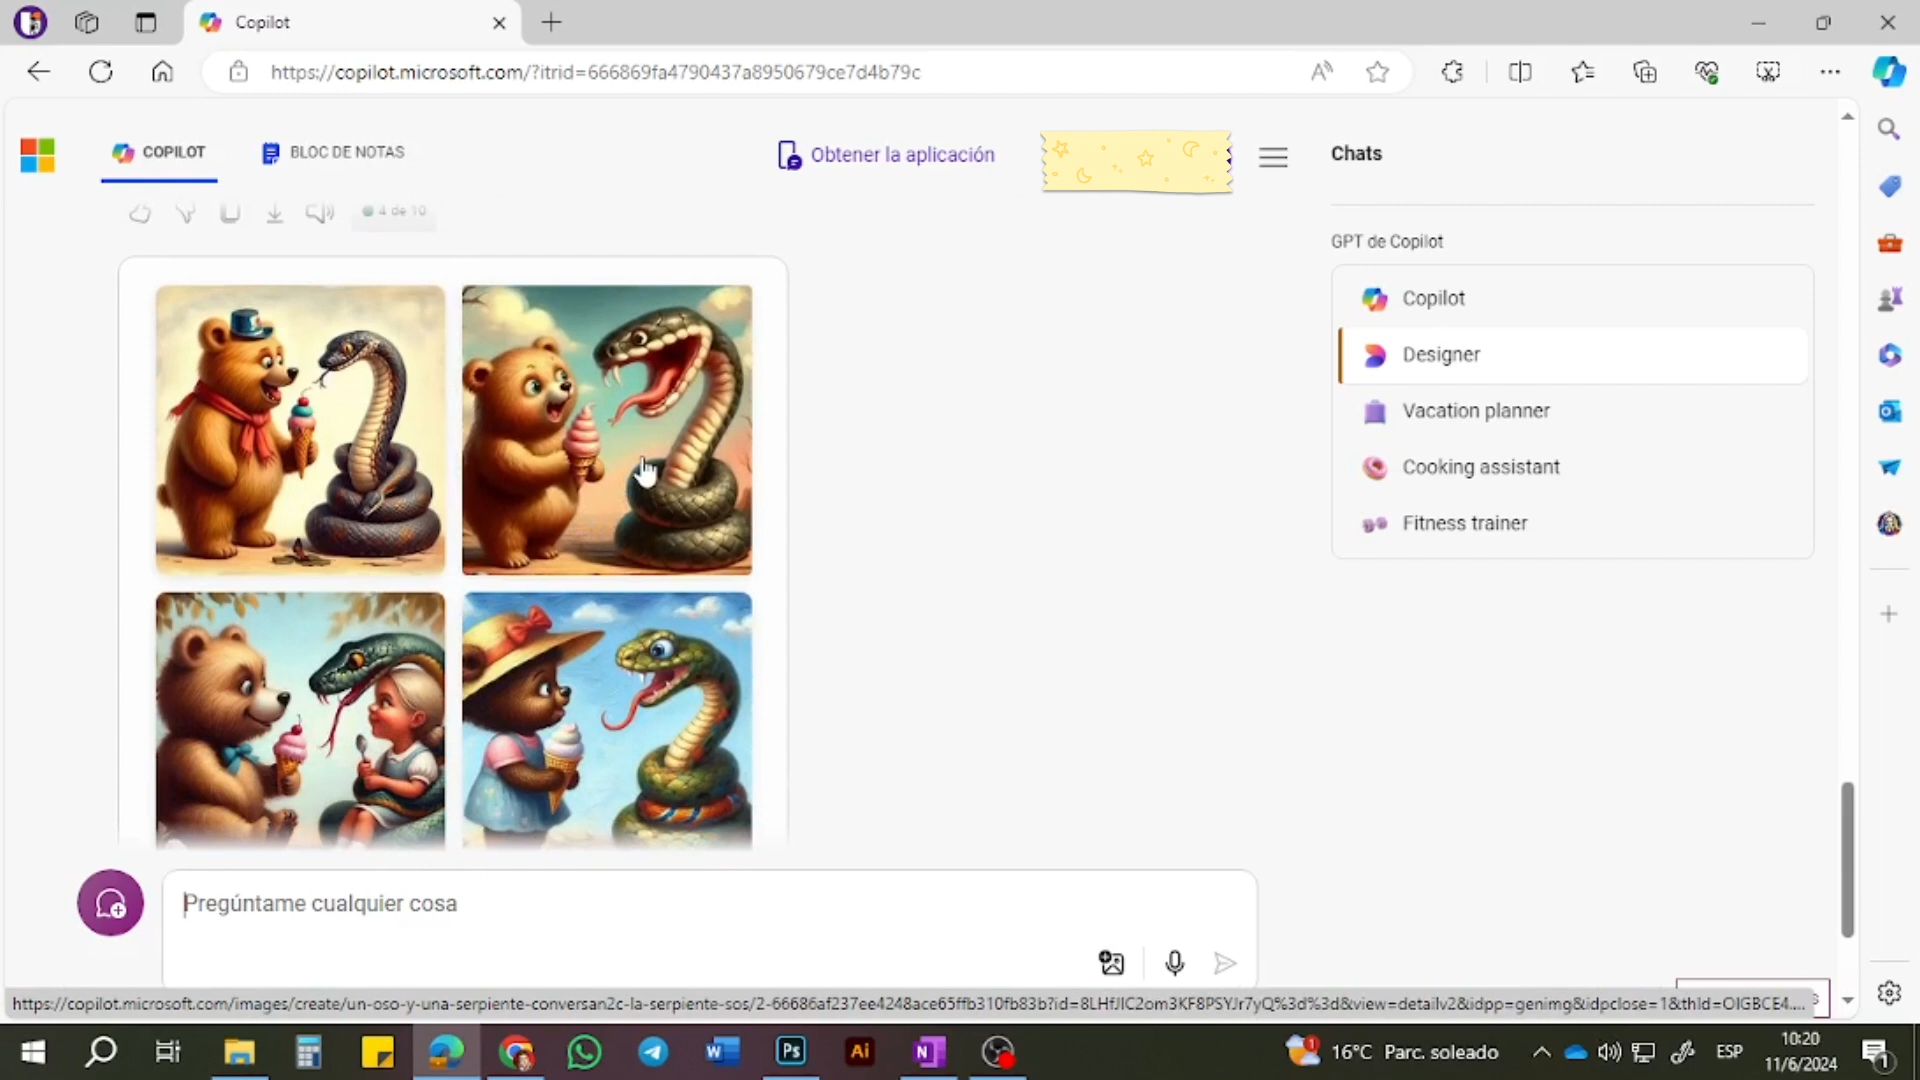 Copilot
https://copilot.microsoft.com/?itrid=666869fa4790437a8950679ce7d4b79c
COPILOT
BLOC DE NOTAS
Obtener la aplicación
Chats
4 de 10
GPT de Copilot
Copilot
Designer
Vacation planner
Cooking assistant
Fitness trainer
Pregúntame cualquier cosa
https://copilot.microsoft.com/images/create/un-oso-y-una-serpiente-conversan2c-la-serpiente-sos/2-66686af237ee4248ace65ffb310fb83b?id=8LHfJIC2om3KF8PSYJr7yQ%3d%3d&view=detailv2&idpp=genimg&idpclose=1&thId=OIGBCE4....
16°C Parc. soleado
ESP
10:20
11/6/2024